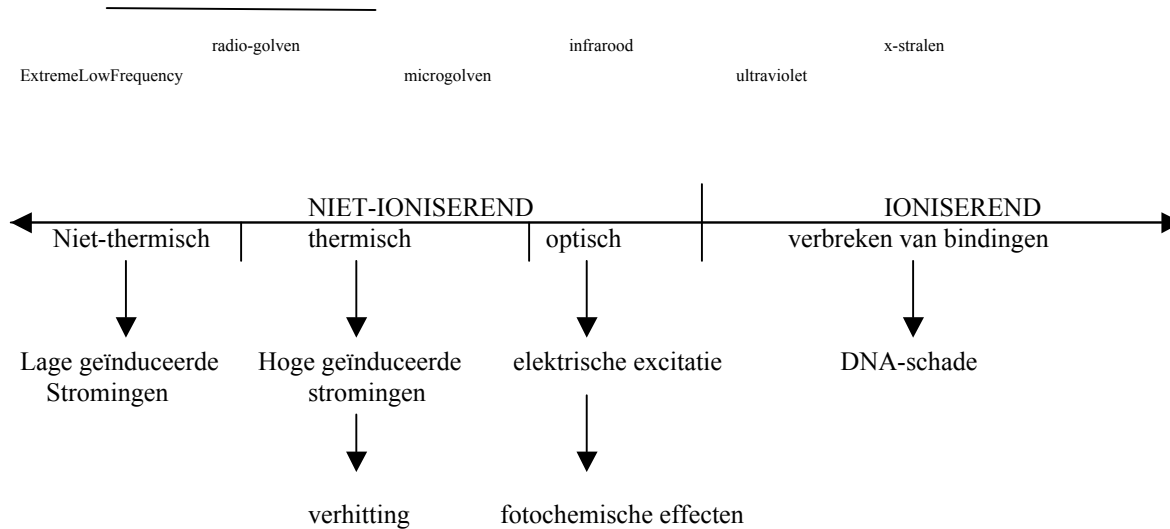 radio-golven infrarood x-stralen
ExtremeLowFrequency microgolven ultraviolet
NIET-IONISEREND IONISEREND
Niet-thermisch thermisch optisch verbreken van bindingen
Lage geïnduceerde Hoge geïnduceerde elektrische excitatie DNA-schade
Stromingen stromingen
verhitting fotochemische effecten